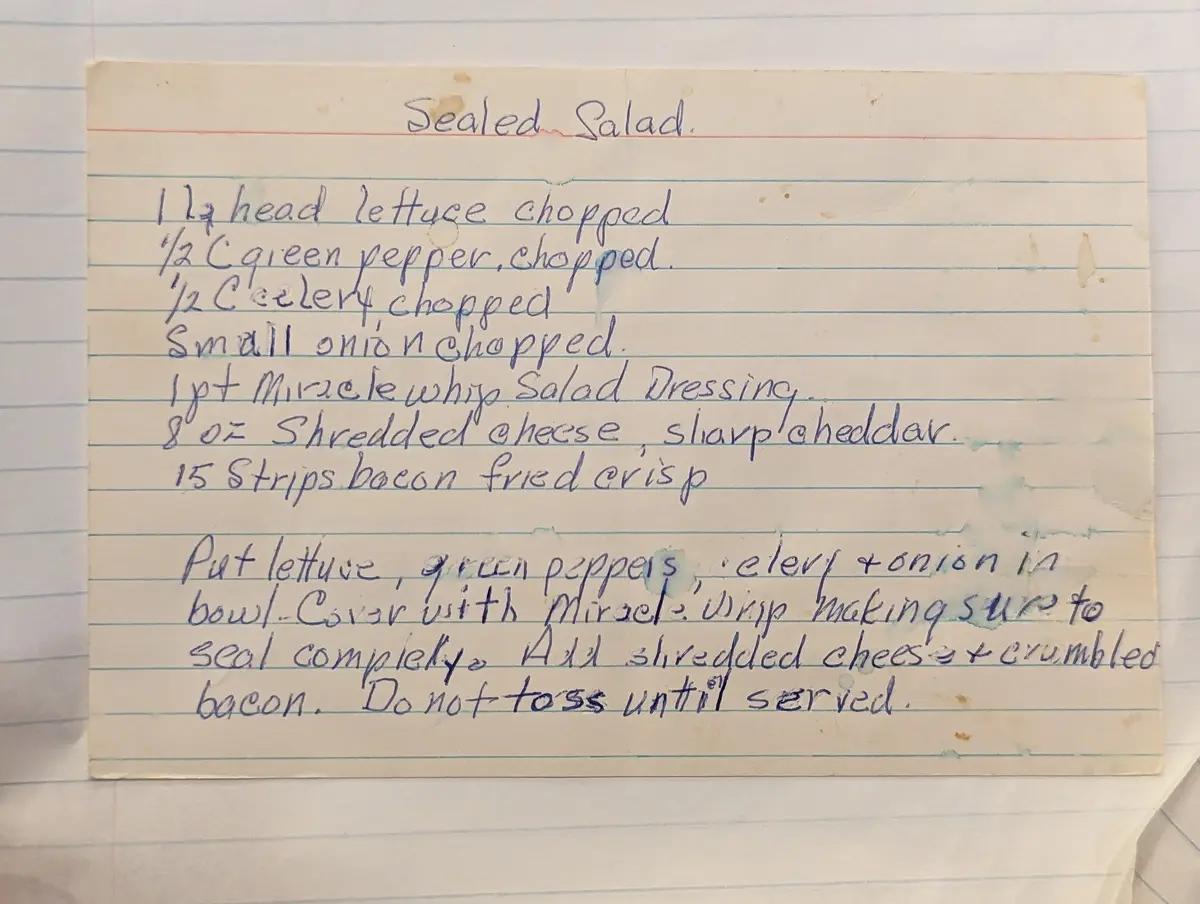 Sealed Salad.
1 1/2 head lettuce chopped
1/2 C green pepper, chopped.
1/2 C celery, chopped
Small onion chopped.
1 pt Miracle whip Salad Dressing.
8 oz Shredded cheese, sharp cheddar.
15 Strips bacon fried crisp
Put lettuce, green peppers, celery + onion in
bowl. Cover with Miracle Whip making sure to
seal complely. Add shredded cheese + crumbled
bacon. Do not toss until served.